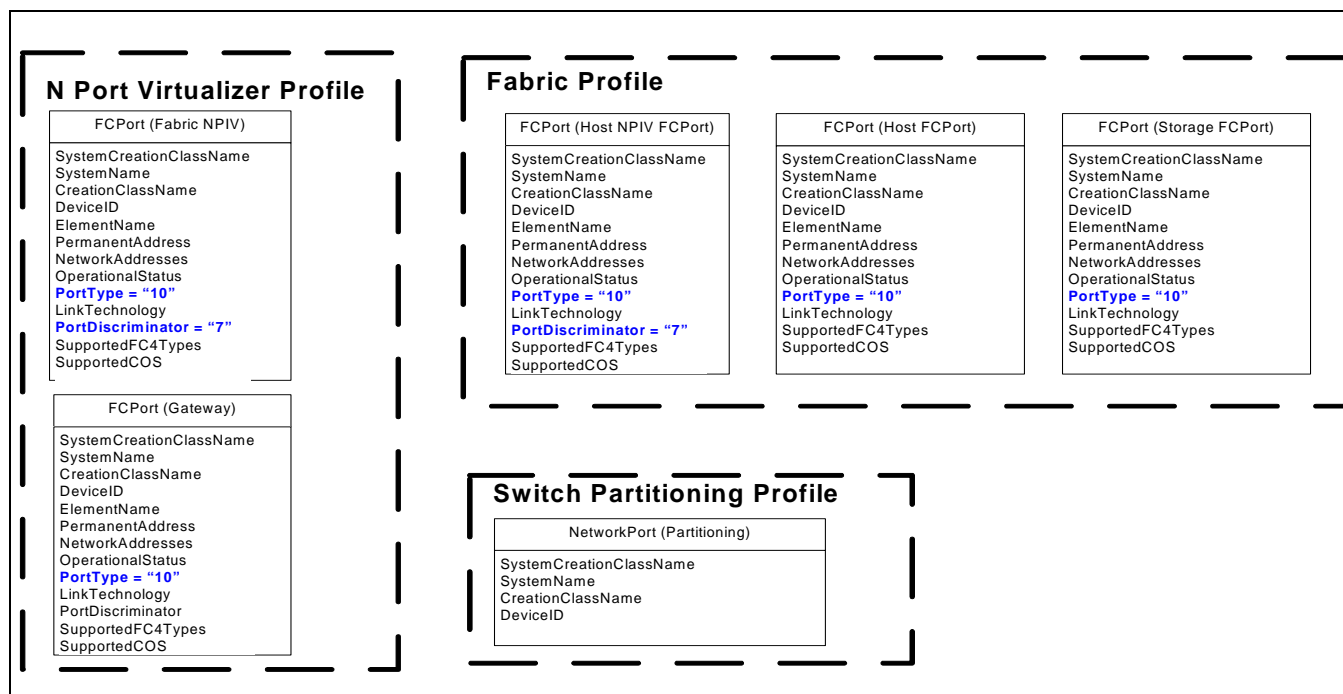 N Port Virtualizer Profile
FCPort (Fabric NPIV)
SystemCreationClassName
SystemName
CreationClassName
DeviceID
ElementName
PermanentAddress
NetworkAddresses
OperationalStatus
PortType = “10”
LinkTechnology
PortDiscriminator = “7”
SupportedFC4Types
SupportedCOS
FCPort (Gateway)
SystemCreationClassName
SystemName
CreationClassName
DeviceID
ElementName
PermanentAddress
NetworkAddresses
OperationalStatus
PortType = “10”
LinkTechnology
PortDiscriminator
SupportedFC4Types
SupportedCOS
Fabric Profile
FCPort (Host NPIV FCPort)
SystemCreationClassName
SystemName
CreationClassName
DeviceID
ElementName
PermanentAddress
NetworkAddresses
OperationalStatus
PortType = “10”
LinkTechnology
PortDiscriminator = “7”
SupportedFC4Types
SupportedCOS
FCPort (Host FCPort)
SystemCreationClassName
SystemName
CreationClassName
DeviceID
ElementName
PermanentAddress
NetworkAddresses
OperationalStatus
PortType = “10”
LinkTechnology
SupportedFC4Types
SupportedCOS
FCPort (Storage FCPort)
SystemCreationClassName
SystemName
CreationClassName
DeviceID
ElementName
PermanentAddress
NetworkAddresses
OperationalStatus
PortType = “10”
LinkTechnology
SupportedFC4Types
SupportedCOS
Switch Partitioning Profile
NetworkPort (Partitioning)
SystemCreationClassName
SystemName
CreationClassName
DeviceID